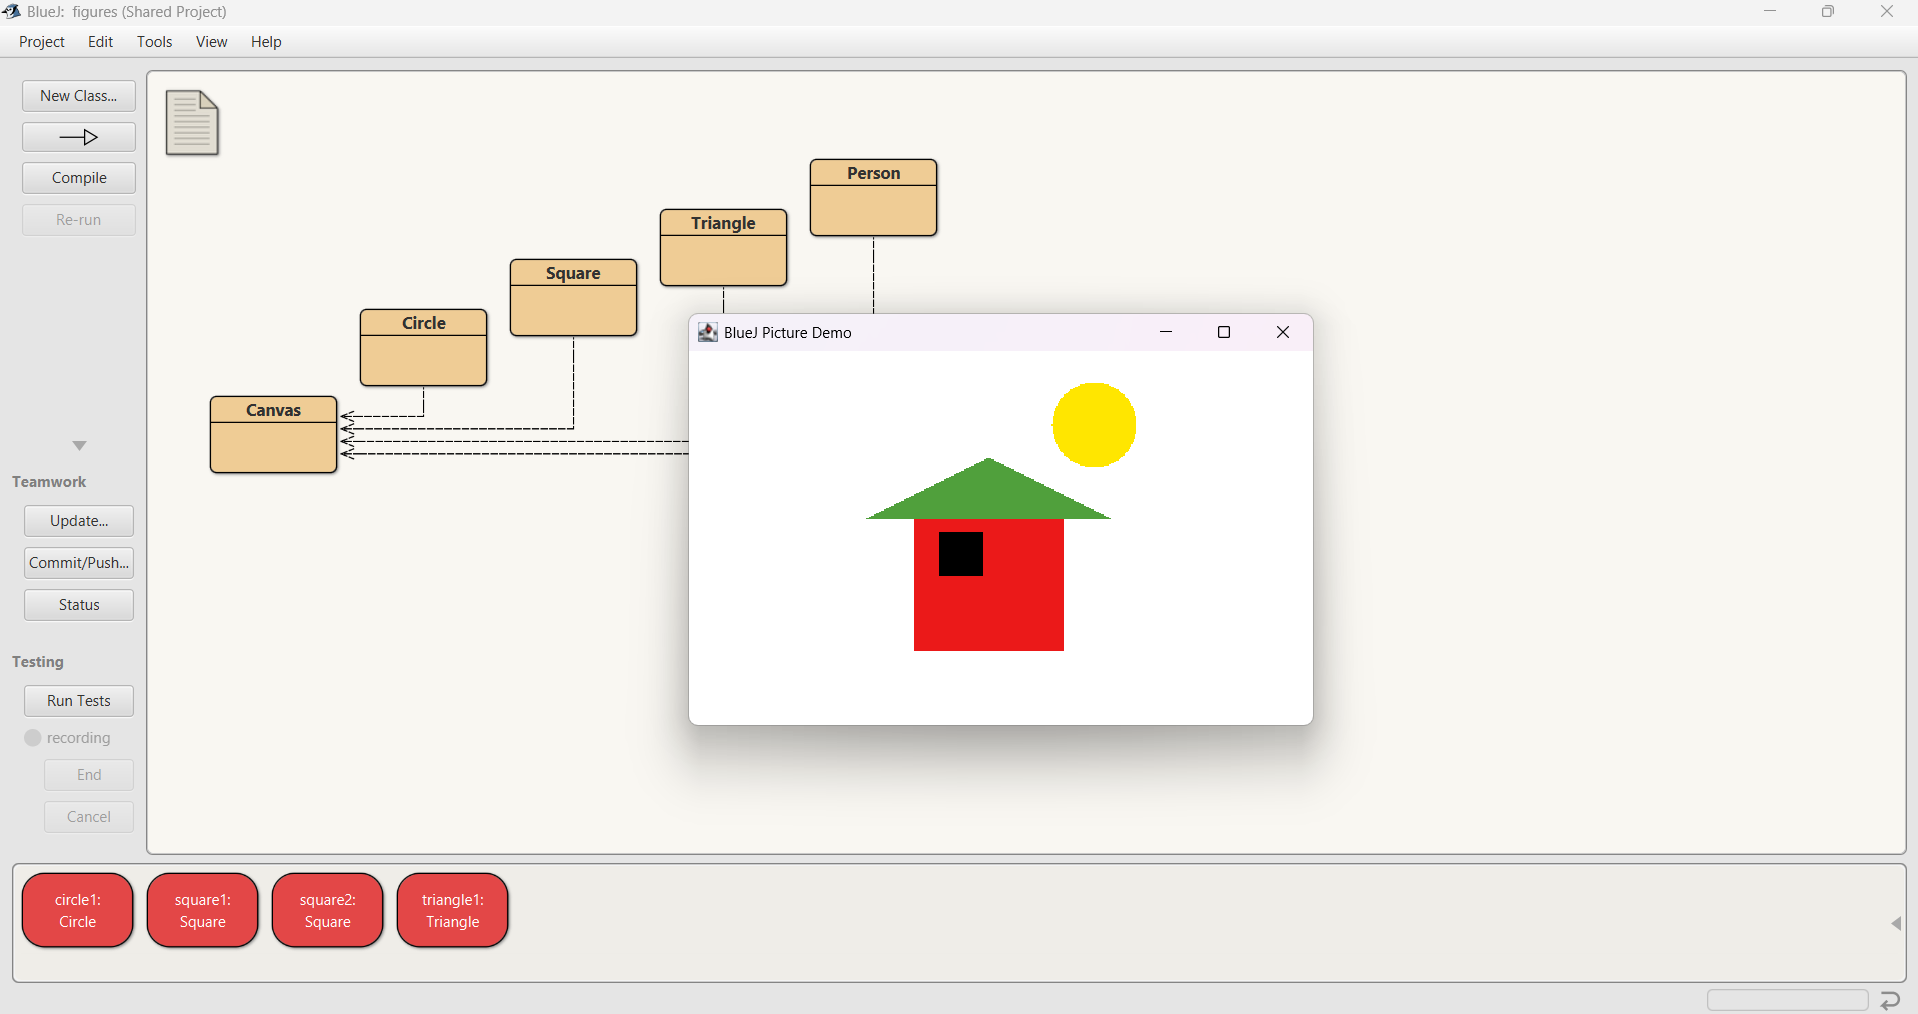 BlueJ: figures (Shared Project)
Project Edit Tools View Help
New Class...
Compile
Re-run
Person
Triangle
Square
Circle
Canvas
BlueJ Picture Demo
Teamwork
Update...
Commit/Push...
Status
Testing
Run Tests
recording
End
Cancel
circle1:
Circle
square1:
Square
square2:
Square
triangle1:
Triangle